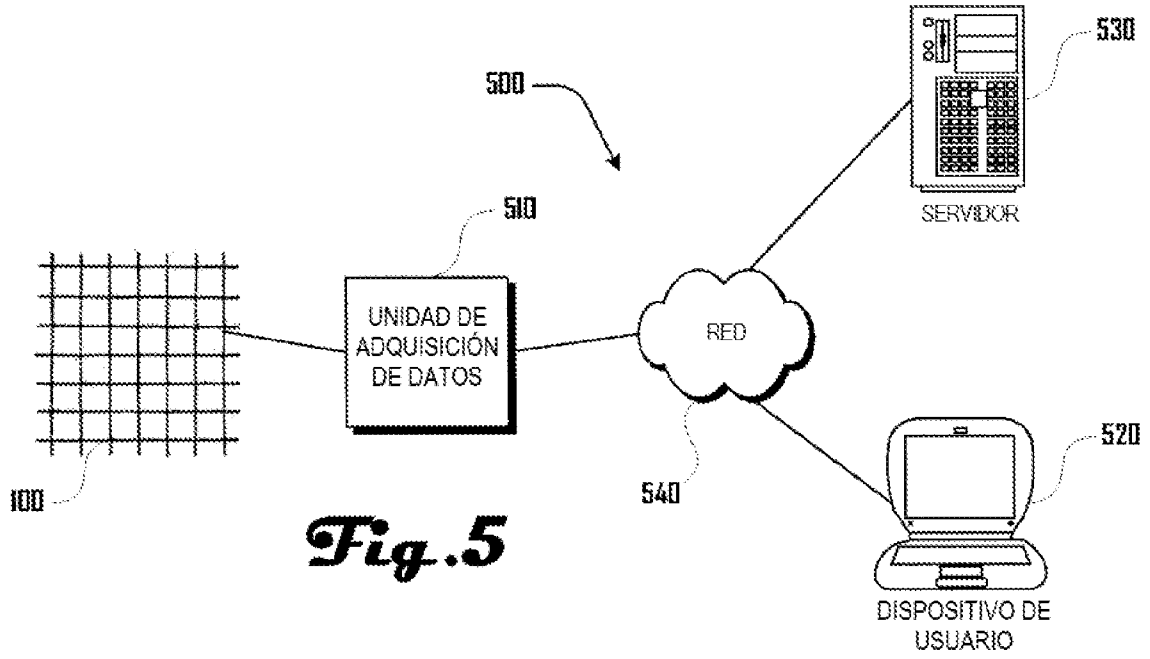 530
500
SERVIDOR
510
UNIDAD DE
ADQUISICIÓN
DE DATOS
RED
520
540
100
Fig.5
DISPOSITIVO DE
USUARIO